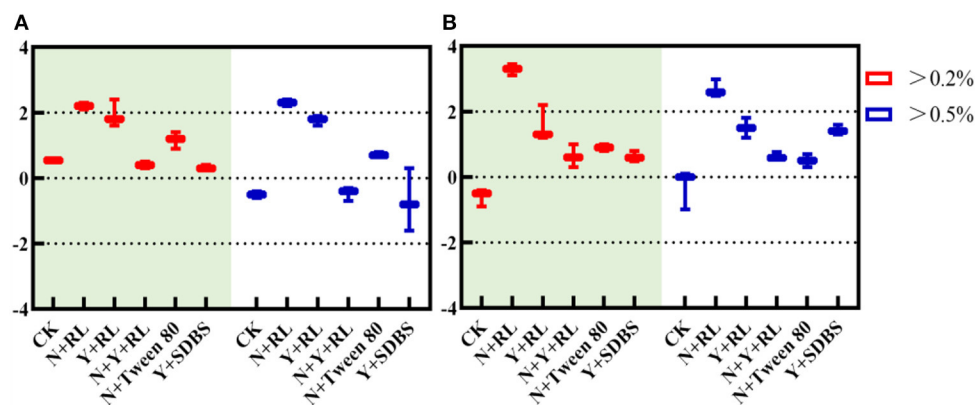 A
4
2
0
-2
-4
CK
N+RL
Y+RL
N+Y+RL
N+Tween 80
Y+SDBS
CK
N+RL
Y+RL
N+Y+RL
N+Tween 80
Y+SDBS
B
4
2
0
-2
-4
CK
N+RL
Y+RL
N+Y+RL
N+Tween 80
Y+SDBS
CK
N+RL
Y+RL
N+Y+RL
N+Tween 80
Y+SDBS
>0.2%
>0.5%